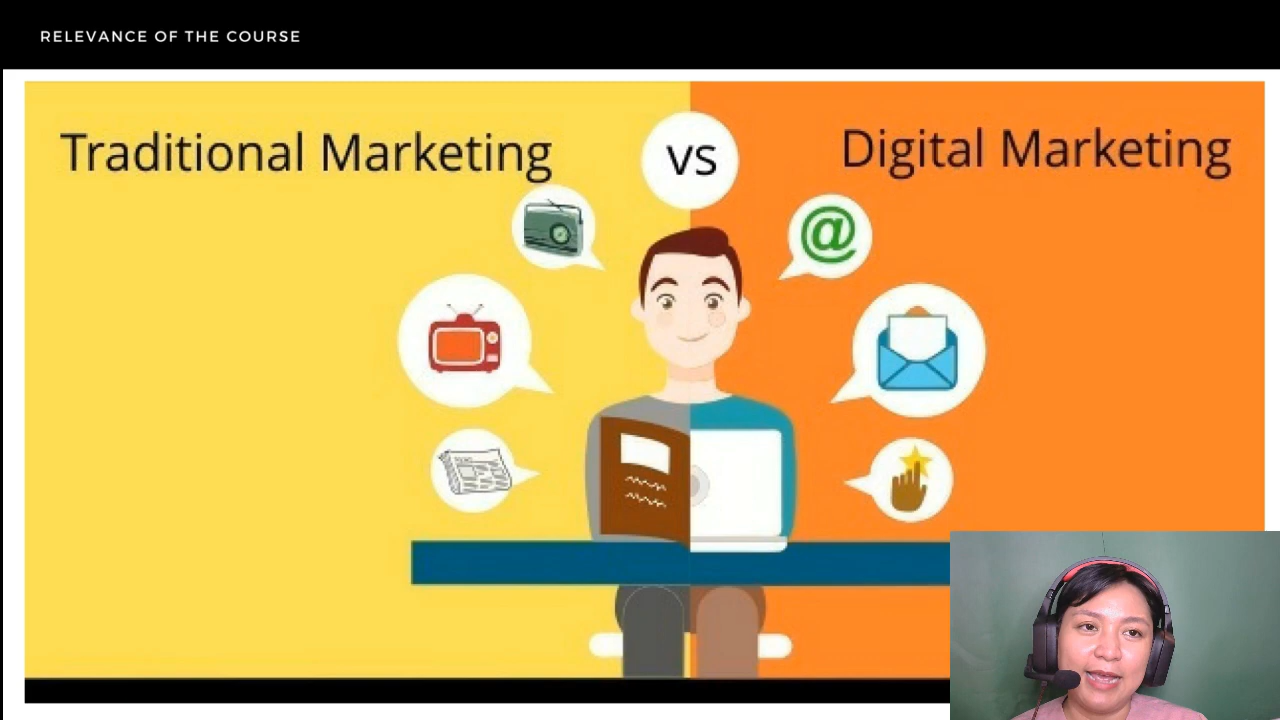 RELEVANCE OF THE COURSE
Traditional Marketing
VS
Digital Marketing
@